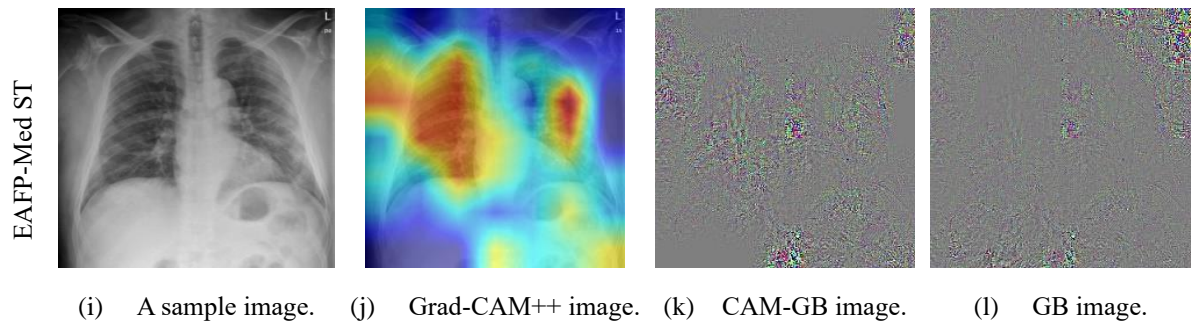 EAFP-Med ST
L
L
(i) A sample image. (j) Grad-CAM++ image. (k) CAM-GB image. (l) GB image.